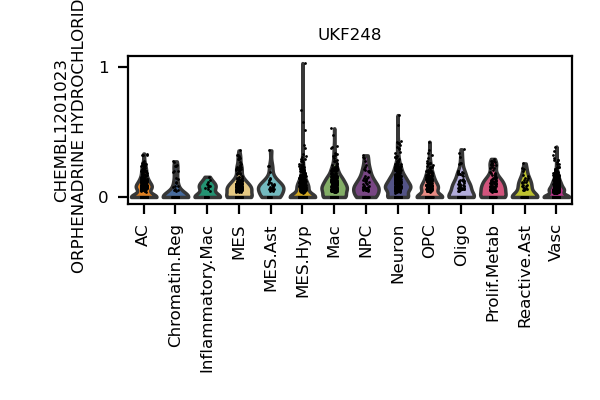 UKF248
CHEMBL1201023
ORPHENADRINE HYDROCHLORID
1
0
AC
Chromatin.Reg
Inflammatory.Mac
MES
MES.Ast
MES.Hyp
Mac
NPC
Neuron
OPC
Oligo
Prolif.Metab
Reactive.Ast
Vasc